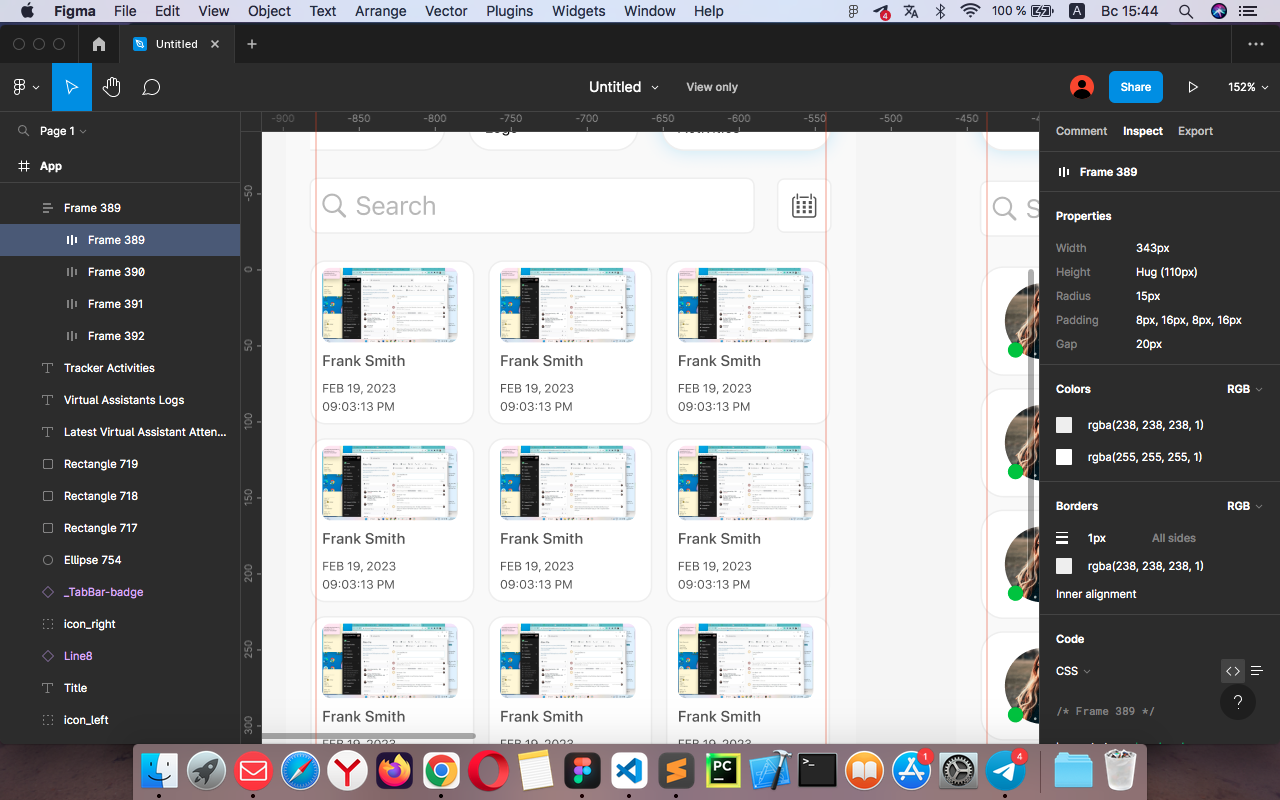 Figma File Edit View Object Text Arrange Vector Plugins Widgets Window Help 4 100 % A Вс 15:44
Untitled
Untitled View only Share 152%
Page 1
App
Frame 389
Frame 389
Frame 390
Frame 391
Frame 392
Tracker Activities
Virtual Assistants Logs
Latest Virtual Assistant Atten...
Rectangle 719
Rectangle 718
Rectangle 717
Ellipse 754
_TabBar-badge
icon_right
Line8
Title
icon_left
-900 -850 -800 -750 -700 -650 -600 -550 -500 -450
-50
0
50
100
150
200
250
300
Search
Frank Smith Frank Smith Frank Smith
FEB 19, 2023 FEB 19, 2023 FEB 19, 2023
09:03:13 PM 09:03:13 PM 09:03:13 PM
Frank Smith Frank Smith Frank Smith
FEB 19, 2023 FEB 19, 2023 FEB 19, 2023
09:03:13 PM 09:03:13 PM 09:03:13 PM
Frank Smith Frank Smith Frank Smith
Comment Inspect Export
Frame 389
Properties
Width 343px
Height Hug (110px)
Radius 15px
Padding 8px, 16px, 8px, 16px
Gap 20px
Colors RGB
rgba(238, 238, 238, 1)
rgba(255, 255, 255, 1)
Borders RGB
1px All sides
rgba(238, 238, 238, 1)
Inner alignment
Code
CSS
?
/* Frame 389 */
PC
1
4